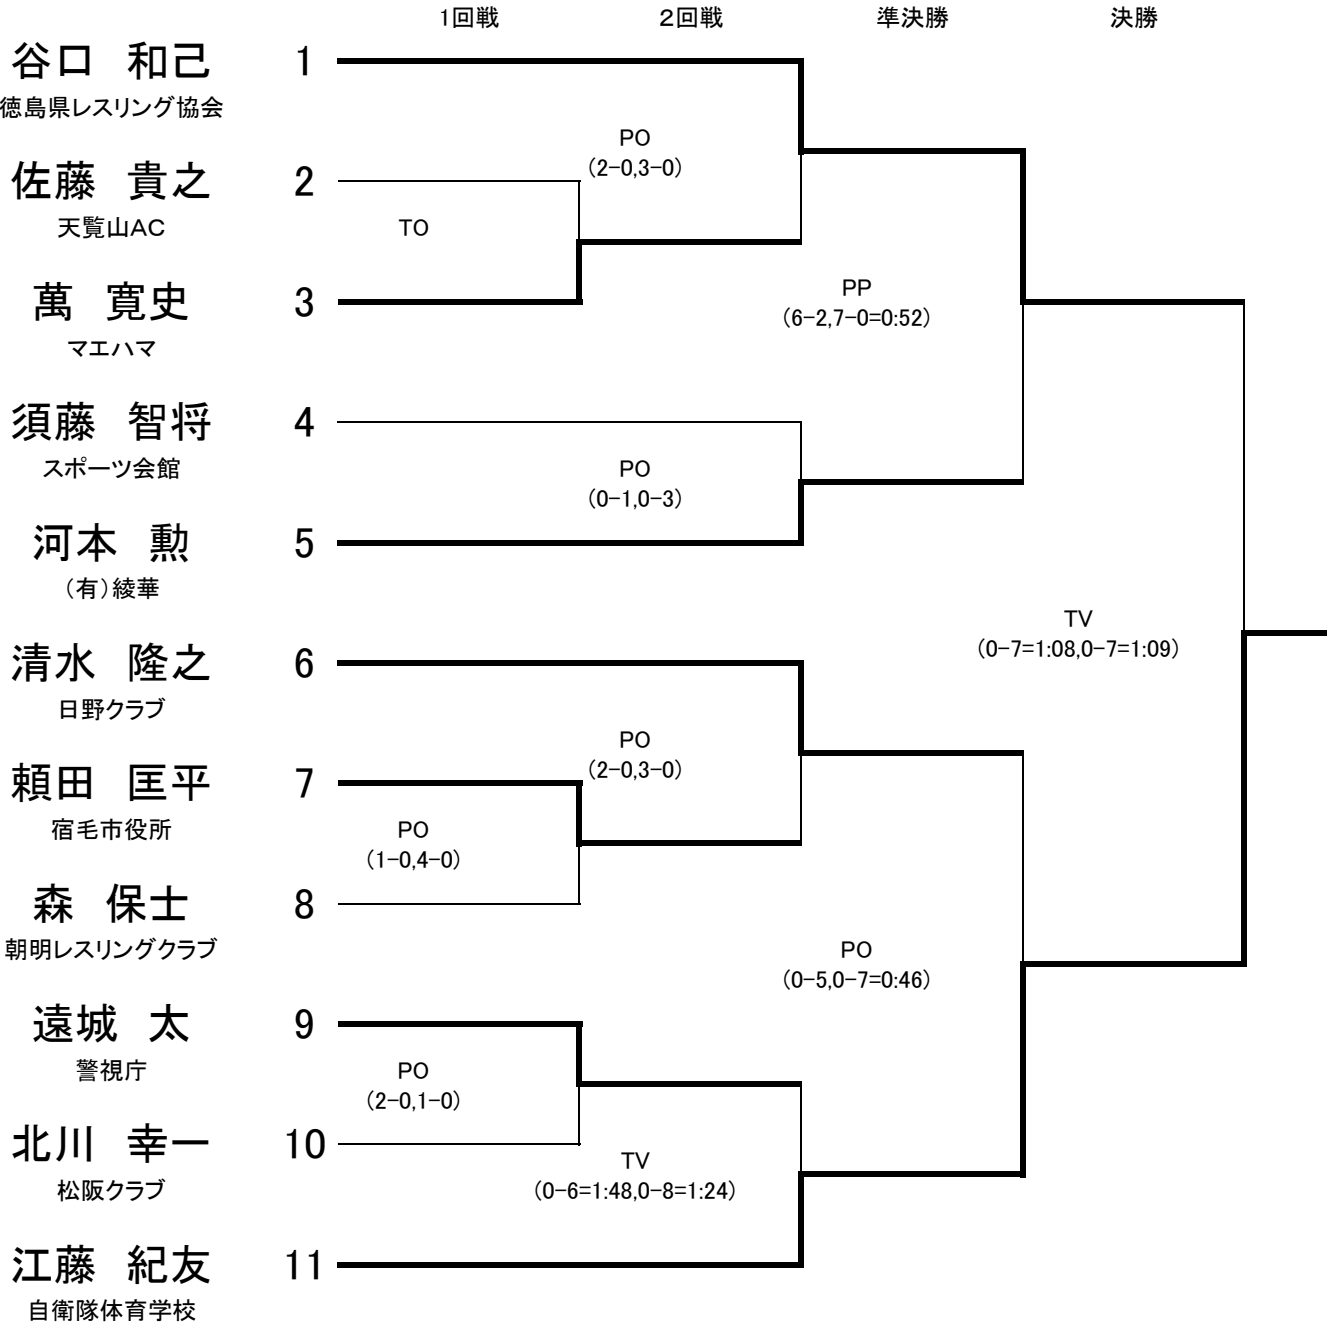 1回戦 2回戦 準決勝 決勝
谷口 和己 1
徳島県レスリング協会
PO
(2-0,3-0)
佐藤 貴之 2
天覧山AC
TO
萬 寛史 3
マエハマ
PP
(6-2,7-0=0:52)
須藤 智将 4
スポーツ会館
PO
(0-1,0-3)
河本 勲 5
(有)綾華
TV
(0-7=1:08,0-7=1:09)
清水 隆之 6
日野クラブ
PO
(2-0,3-0)
頼田 匡平 7
宿毛市役所
PO
(1-0,4-0)
森 保士 8
朝明レスリングクラブ
PO
(0-5,0-7=0:46)
遠城 太 9
警視庁
PO
(2-0,1-0)
北川 幸一 10
松阪クラブ
TV
(0-6=1:48,0-8=1:24)
江藤 紀友 11
自衛隊体育学校